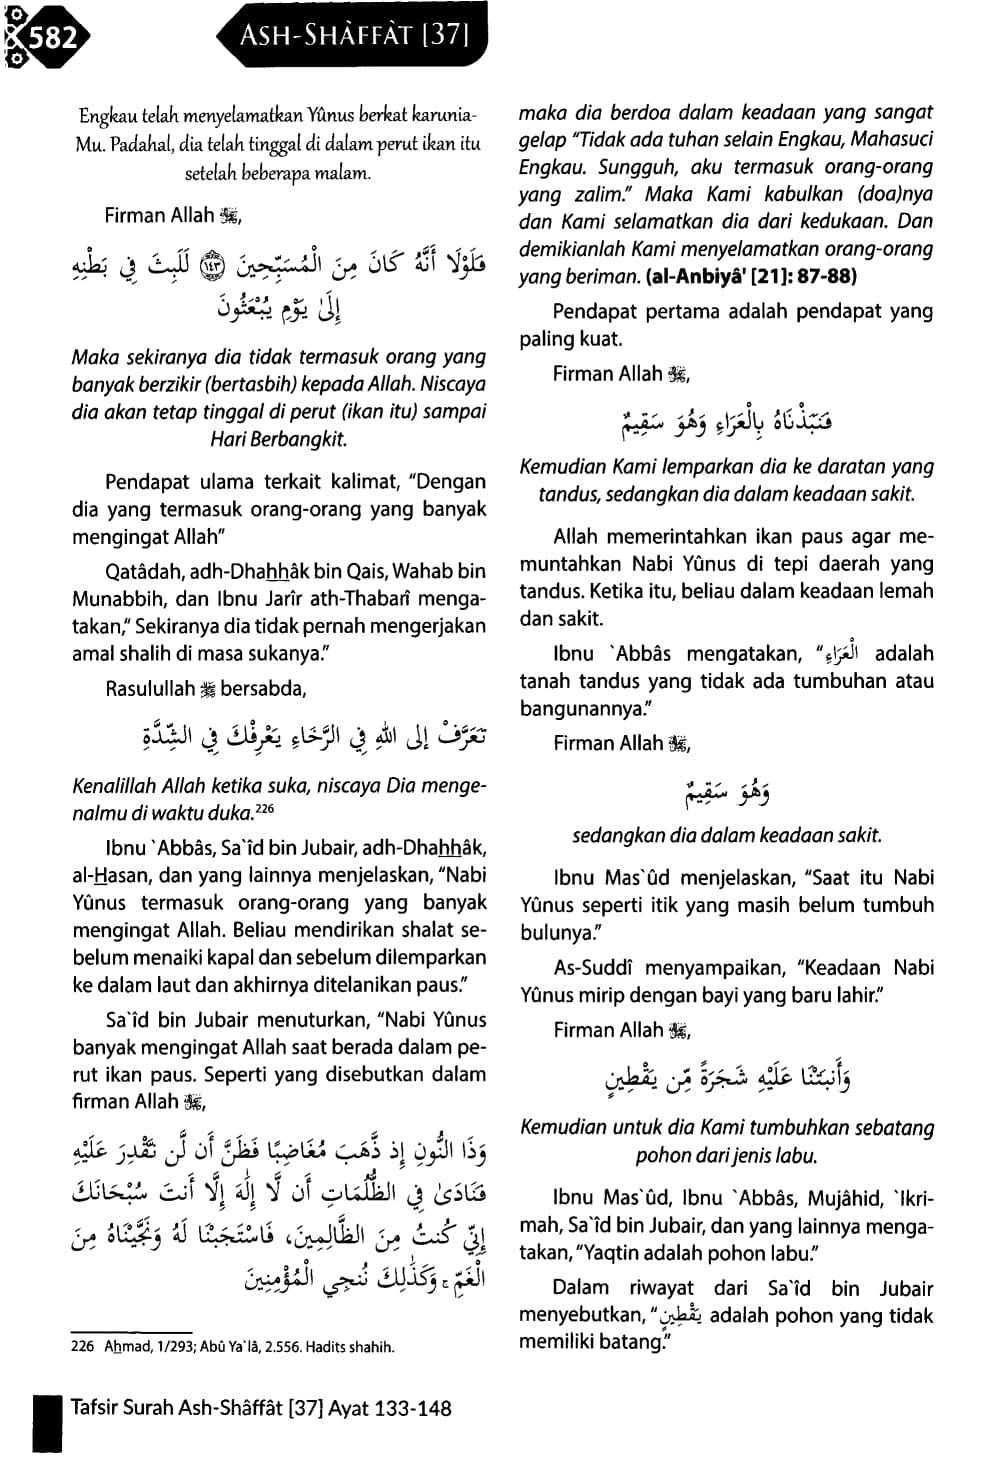 582
ASH-SHÂFFÂT [37]
Engkau telah menyelamatkan Yûnus berkat karunia-
Mu. Padahal, dia telah tinggal di dalam perut ikan itu
setelah beberapa malam.
Firman Allah ﷻ,
فَلَوْلَا أَنَّهُ كَانَ مِنَ الْمُسَبِّحِينَ ﴿١٤٣﴾ لَلَبِثَ فِي بَطْنِهِ
إِلَىٰ يَوْمِ يُبْعَثُونَ
Maka sekiranya dia tidak termasuk orang yang
banyak berzikir (bertasbih) kepada Allah. Niscaya
dia akan tetap tinggal di perut (ikan itu) sampai
Hari Berbangkit.
Pendapat ulama terkait kalimat, “Dengan
dia yang termasuk orang-orang yang banyak
mengingat Allah”
Qatâdah, adh-Dhahhâk bin Qais, Wahab bin
Munabbih, dan Ibnu Jarîr ath-Thabarî menga-
takan,“ Sekiranya dia tidak pernah mengerjakan
amal shalih di masa sukanya.”
Rasulullah ﷺ bersabda,
تَعَرَّفْ إلى اللهِ فِي الرَّخَاءِ يَعْرِفْكَ فِي الشِّدَّةِ
Kenalillah Allah ketika suka, niscaya Dia menge-
nalmu di waktu duka.²²⁶
Ibnu `Abbâs, Sa`îd bin Jubair, adh-Dhahhâk,
al-Hasan, dan yang lainnya menjelaskan, “Nabi
Yûnus termasuk orang-orang yang banyak
mengingat Allah. Beliau mendirikan shalat se-
belum menaiki kapal dan sebelum dilemparkan
ke dalam laut dan akhirnya ditelanikan paus.”
Sa`îd bin Jubair menuturkan, “Nabi Yûnus
banyak mengingat Allah saat berada dalam pe-
rut ikan paus. Seperti yang disebutkan dalam
firman Allah ﷻ,
وَذَا النُّونِ إِذ ذَّهَبَ مُغَاضِبًا فَظَنَّ أَن لَّن نَّقْدِرَ عَلَيْهِ
فَنَادَىٰ فِي الظُّلُمَاتِ أَن لَّا إِلَٰهَ إِلَّا أَنتَ سُبْحَانَكَ
إِنِّي كُنتُ مِنَ الظَّالِمِينَ، فَاسْتَجَبْنَا لَهُ وَنَجَّيْنَاهُ مِنَ
الْغَمِّ ۚ وَكَذَٰلِكَ نُنجِي الْمُؤْمِنِينَ
226 Ahmad, 1/293; Abû Ya`lâ, 2.556. Hadits shahih.
maka dia berdoa dalam keadaan yang sangat
gelap “Tidak ada tuhan selain Engkau, Mahasuci
Engkau. Sungguh, aku termasuk orang-orang
yang zalim.” Maka Kami kabulkan (doa)nya
dan Kami selamatkan dia dari kedukaan. Dan
demikianlah Kami menyelamatkan orang-orang
yang beriman. (al-Anbiyâ' [21]: 87-88)
Pendapat pertama adalah pendapat yang
paling kuat.
Firman Allah ﷻ,
فَنَبَذْنَاهُ بِالْعَرَاءِ وَهُوَ سَقِيمٌ
Kemudian Kami lemparkan dia ke daratan yang
tandus, sedangkan dia dalam keadaan sakit.
Allah memerintahkan ikan paus agar me-
muntahkan Nabi Yûnus di tepi daerah yang
tandus. Ketika itu, beliau dalam keadaan lemah
dan sakit.
Ibnu `Abbâs mengatakan, “الْعَرَاءِ adalah
tanah tandus yang tidak ada tumbuhan atau
bangunannya.”
Firman Allah ﷻ,
وَهُوَ سَقِيمٌ
sedangkan dia dalam keadaan sakit.
Ibnu Mas`ûd menjelaskan, “Saat itu Nabi
Yûnus seperti itik yang masih belum tumbuh
bulunya.”
As-Suddî menyampaikan, “Keadaan Nabi
Yûnus mirip dengan bayi yang baru lahir.”
Firman Allah ﷻ,
وَأَنبَتْنَا عَلَيْهِ شَجَرَةً مِّن يَقْطِينٍ
Kemudian untuk dia Kami tumbuhkan sebatang
pohon dari jenis labu.
Ibnu Mas`ûd, Ibnu `Abbâs, Mujâhid, `Ikri-
mah, Sa`îd bin Jubair, dan yang lainnya menga-
takan, “Yaqtin adalah pohon labu.”
Dalam riwayat dari Sa`îd bin Jubair
menyebutkan, “يَقْطِينٍ adalah pohon yang tidak
memiliki batang.”
Tafsir Surah Ash-Shâffât [37] Ayat 133-148